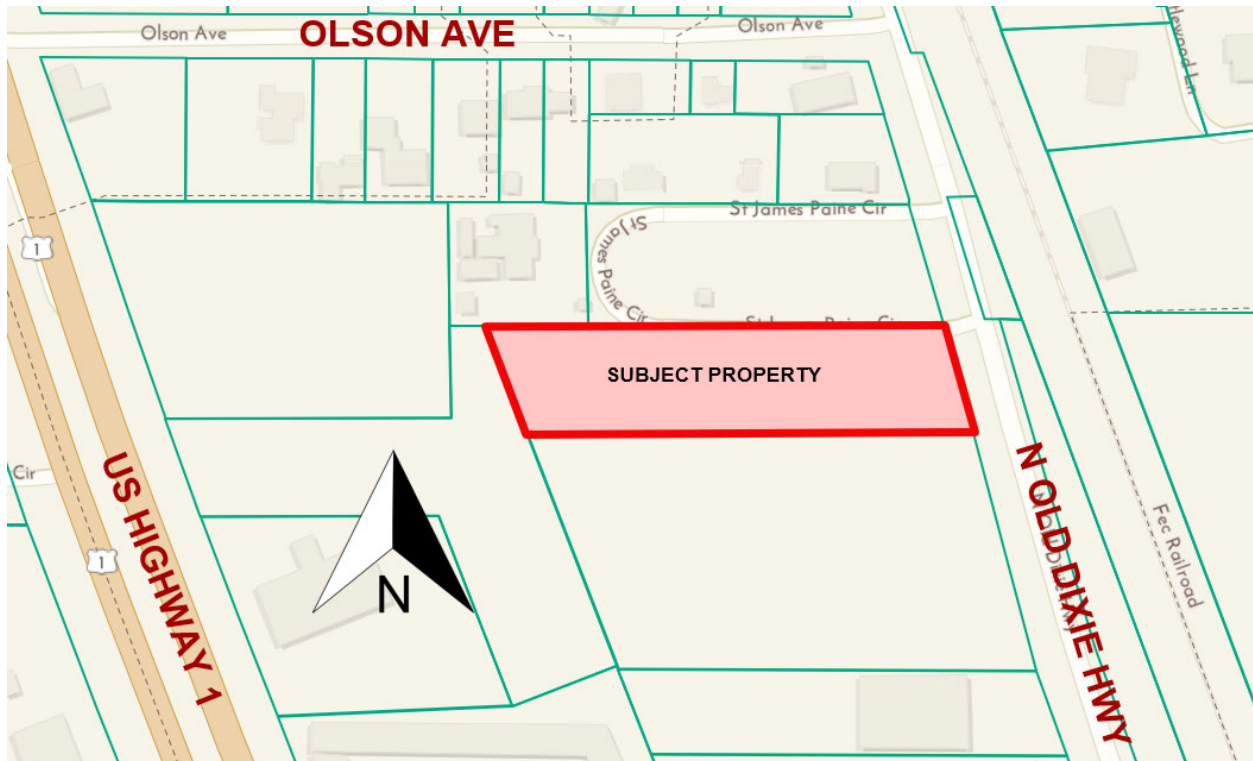 Olson Ave
OLSON AVE
Olson Ave
St James Paine Cir
St James Paine Cir
St James Paine Cir
SUBJECT PROPERTY
1
1
Cir
US HIGHWAY 1
N
N OLD DIXIE HWY
Fec Railroad